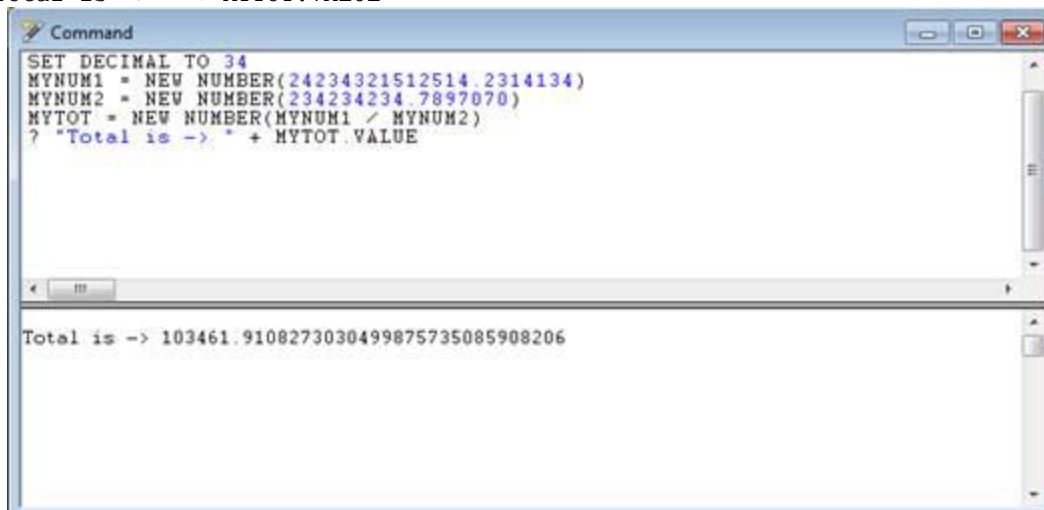 Command
SET DECIMAL TO 34
MYNUM1 = NEW NUMBER(24234321512514.2314134)
MYNUM2 = NEW NUMBER(234234234.7897070)
MYTOT = NEW NUMBER(MYNUM1 / MYNUM2)
? "Total is -> " + MYTOT.VALUE
Total is -> 103461.9108273030499875735085908206